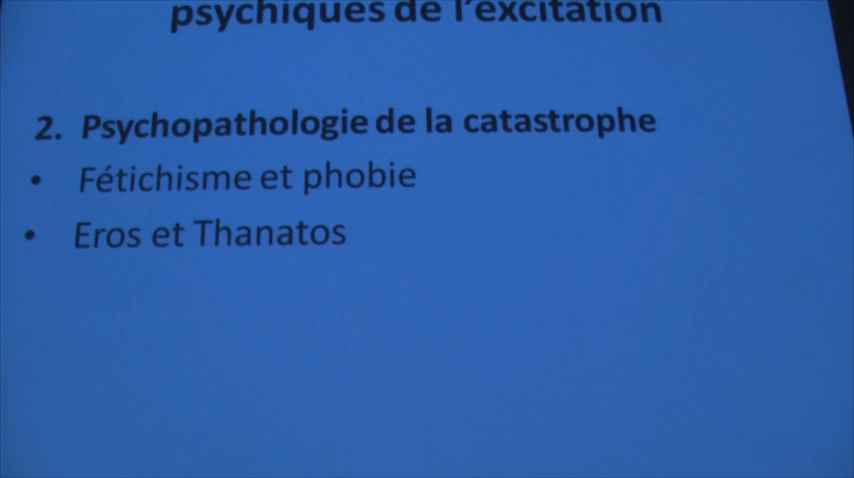 psychiques de l'excitation
2. Psychopathologie de la catastrophe
• Fétichisme et phobie
• Eros et Thanatos